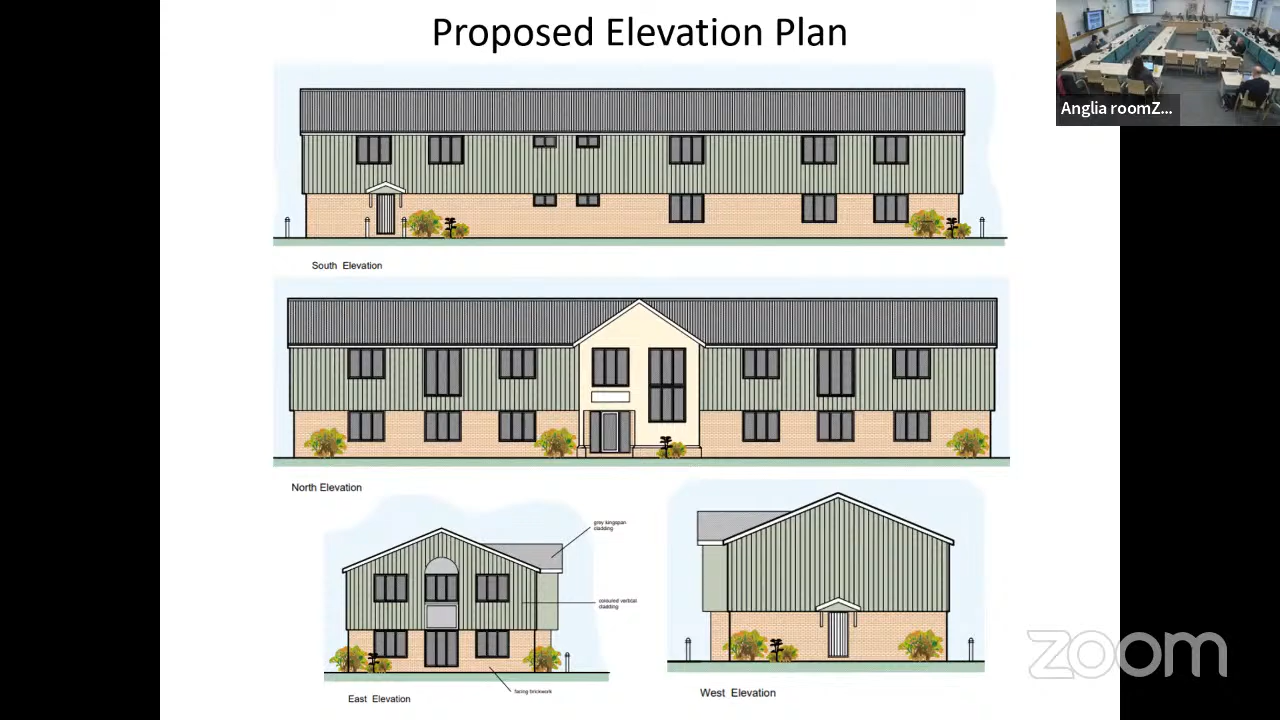 Proposed Elevation Plan
Anglia roomZ...
South Elevation
North Elevation
grey kingspan
cladding
coloured vertical
cladding
facing brickwork
East Elevation
West Elevation
zoom